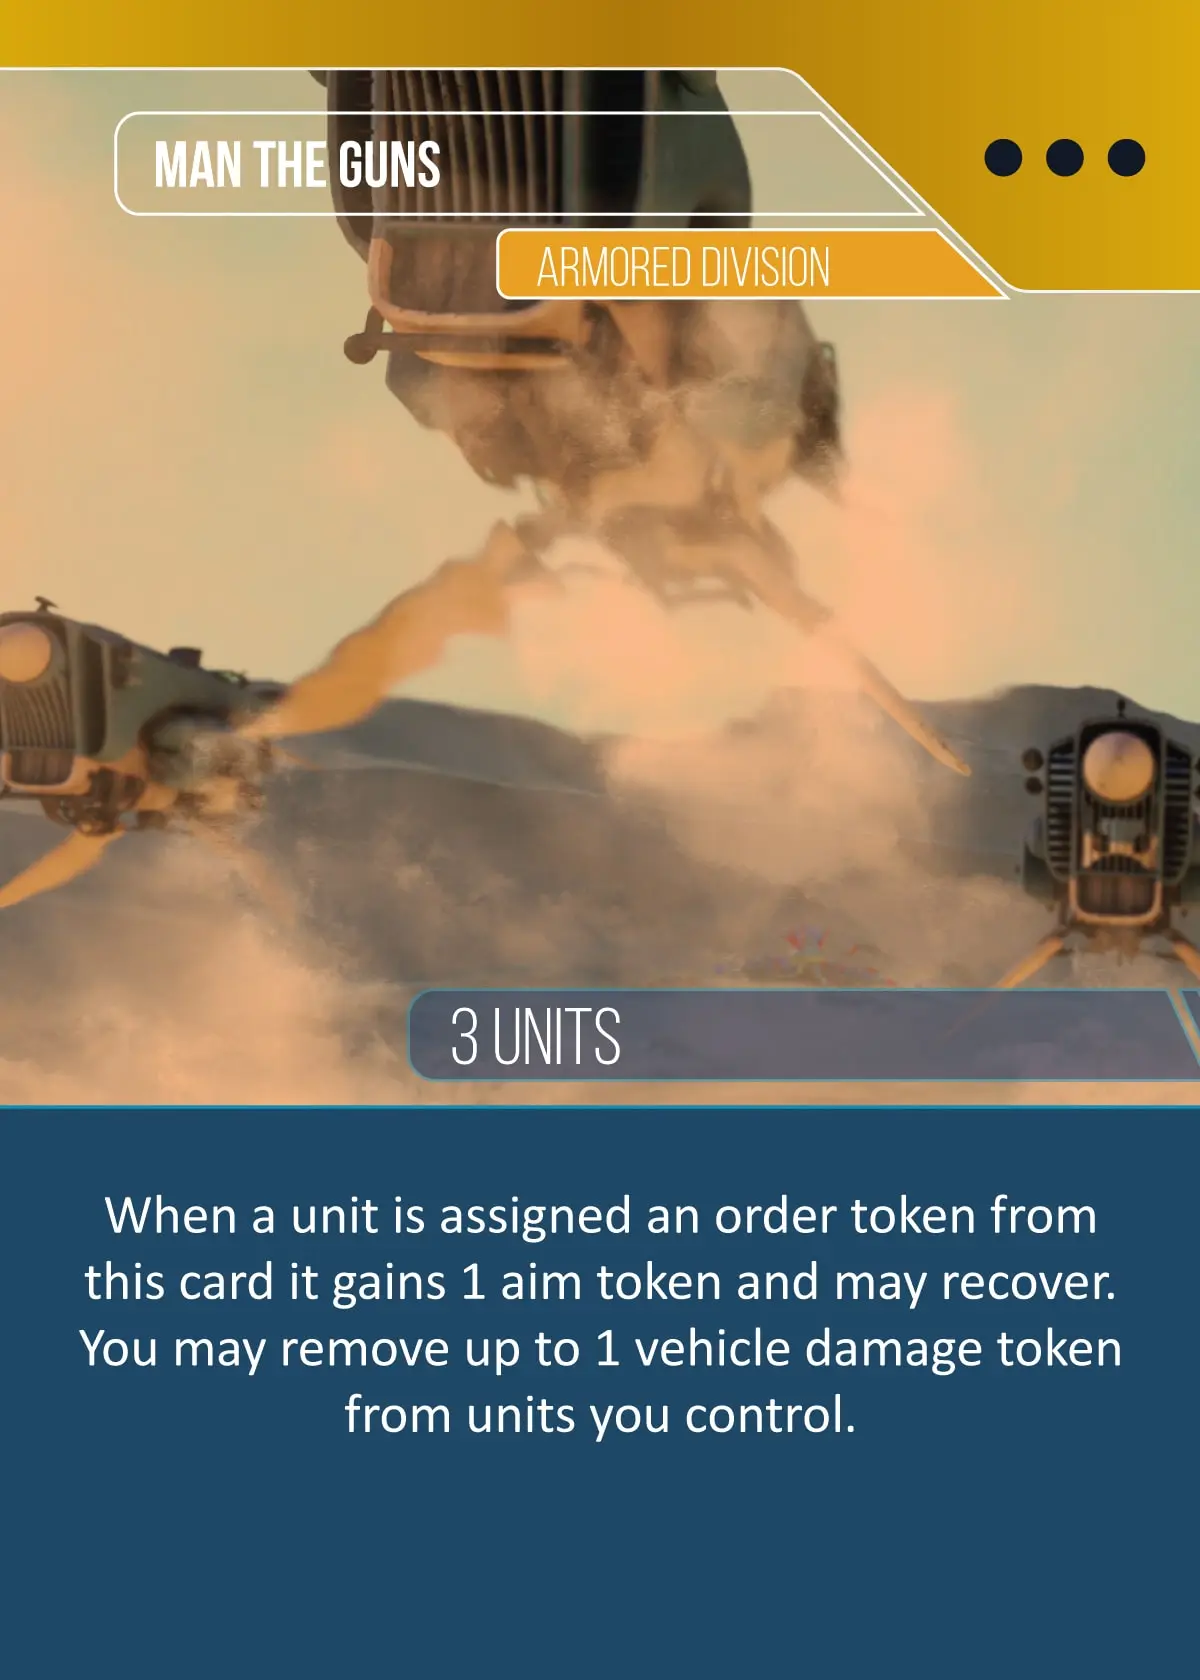 MAN THE GUNS
ARMORED DIVISION
3 UNITS
When a unit is assigned an order token from
this card it gains 1 aim token and may recover.
You may remove up to 1 vehicle damage token
from units you control.